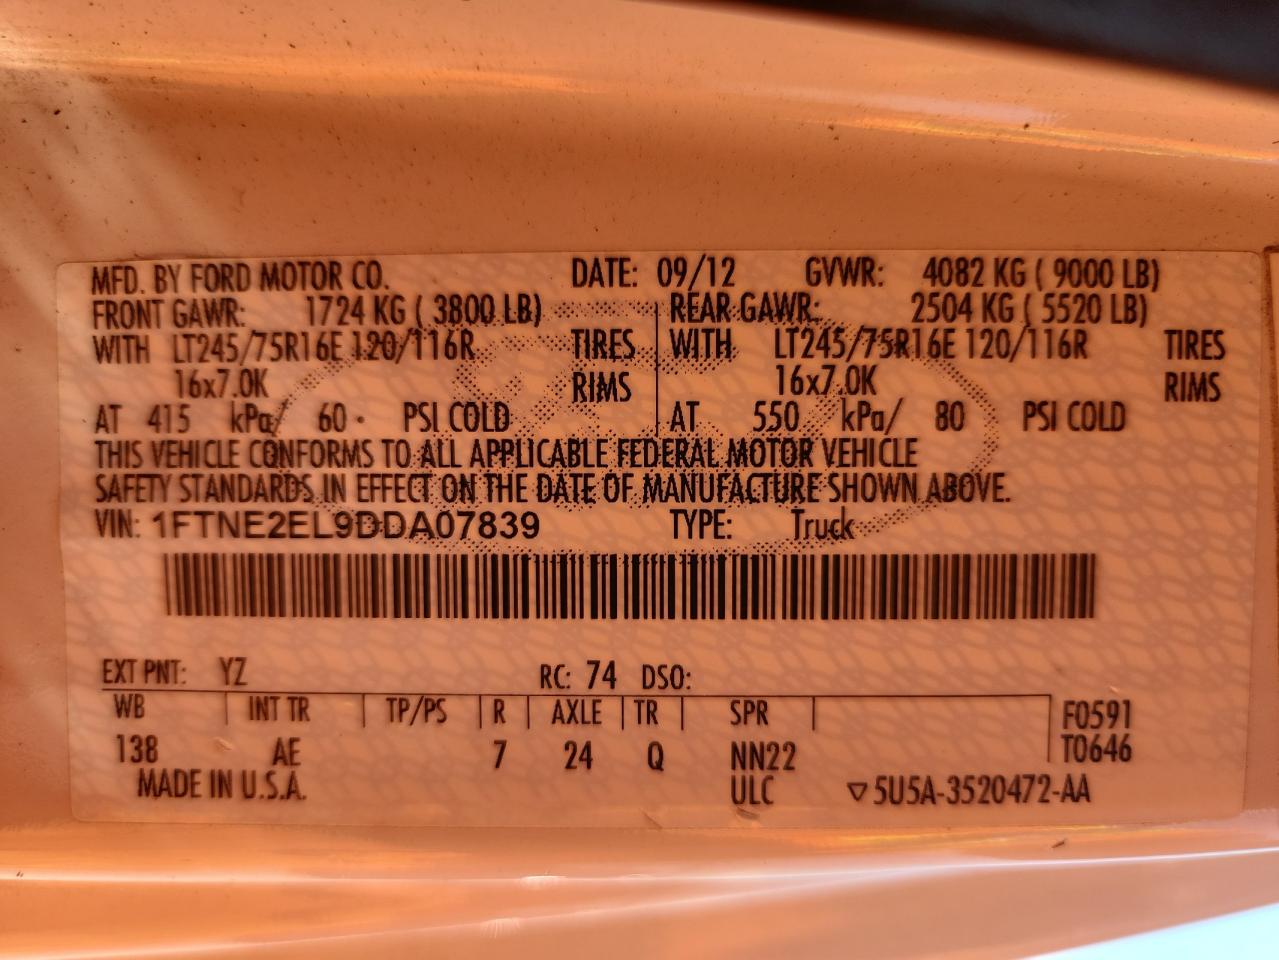 MFD. BY FORD MOTOR CO. DATE: 09/12 GVWR: 4082 KG ( 9000 LB)
FRONT GAWR: 1724 KG ( 3800 LB) REAR GAWR: 2504 KG ( 5520 LB)
WITH LT245/75R16E 120/116R TIRES WITH LT245/75R16E 120/116R TIRES
16x7.0K RIMS 16x7.0K RIMS
AT 415 kPa/ 60 PSI COLD AT 550 kPa/ 80 PSI COLD
THIS VEHICLE CONFORMS TO ALL APPLICABLE FEDERAL MOTOR VEHICLE
SAFETY STANDARDS IN EFFECT ON THE DATE OF MANUFACTURE SHOWN ABOVE.
VIN: 1FTNE2EL9DDA07839 TYPE: Truck
EXT PNT: YZ RC: 74 DSO:
WB INT TR TP/PS R AXLE TR SPR F0591
138 AE 7 24 Q NN22 T0646
MADE IN U.S.A. ULC ▽5U5A-3520472-AA